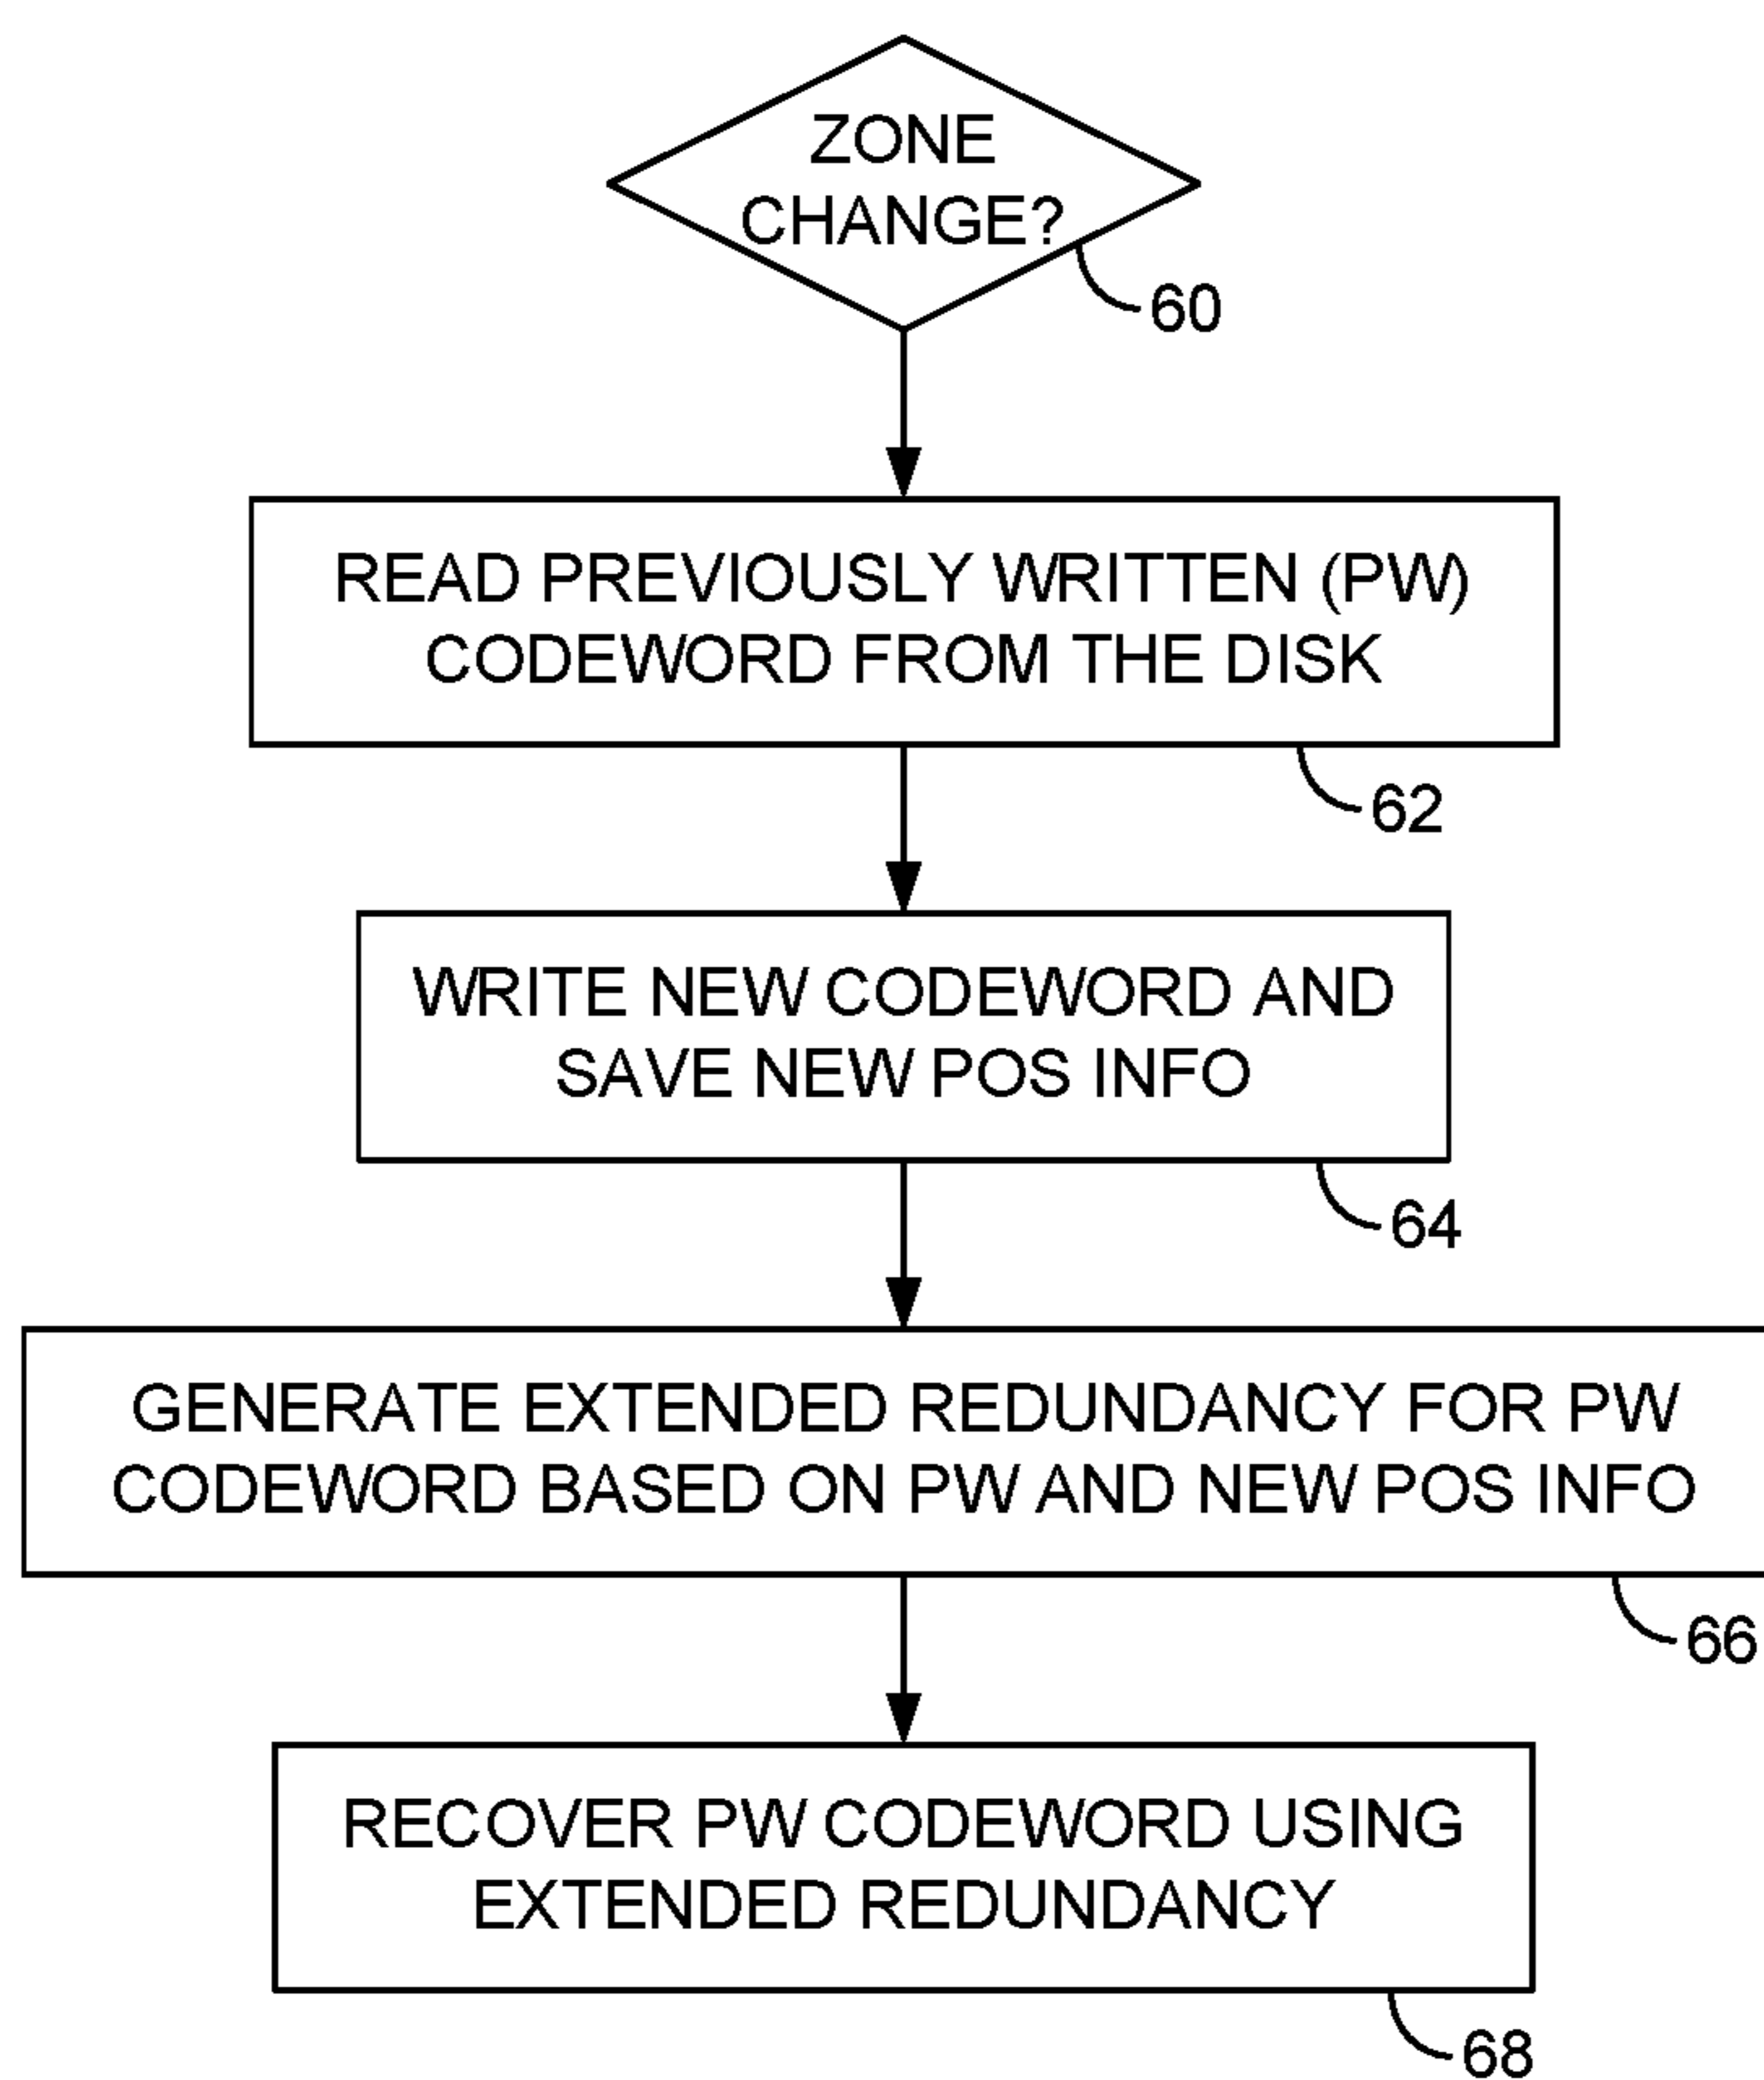 ZONE
CHANGE?
60
READ PREVIOUSLY WRITTEN (PW)
CODEWORD FROM THE DISK
62
WRITE NEW CODEWORD AND
SAVE NEW POS INFO
64
GENERATE EXTENDED REDUNDANCY FOR PW
CODEWORD BASED ON PW AND NEW POS INFO
66
RECOVER PW CODEWORD USING
EXTENDED REDUNDANCY
68